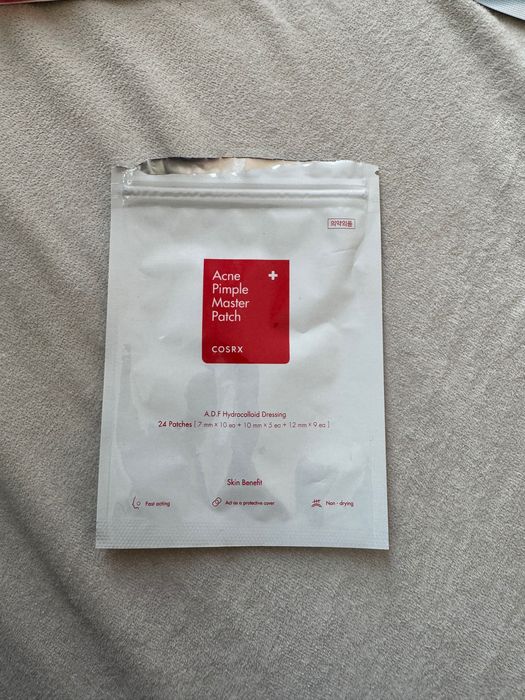 의약외품
Acne
Pimple
Master
Patch
COSRX
A.D.F Hydrocolloid Dressing
24 Patches [ 7 mm x 10 ea + 10 mm x 5 ea + 12 mm x 9 ea ]
Skin Benefit
Fast acting
Act as a protective cover
Non - drying